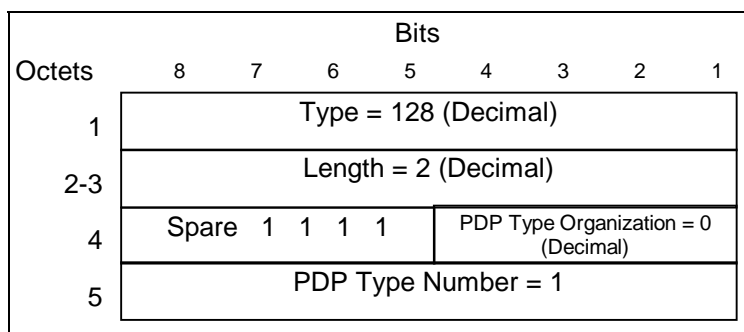 Bits
Octets 8 7 6 5 4 3 2 1
1 Type = 128 (Decimal)
2-3 Length = 2 (Decimal)
4 Spare 1 1 1 1 PDP Type Organization = 0
(Decimal)
5 PDP Type Number = 1